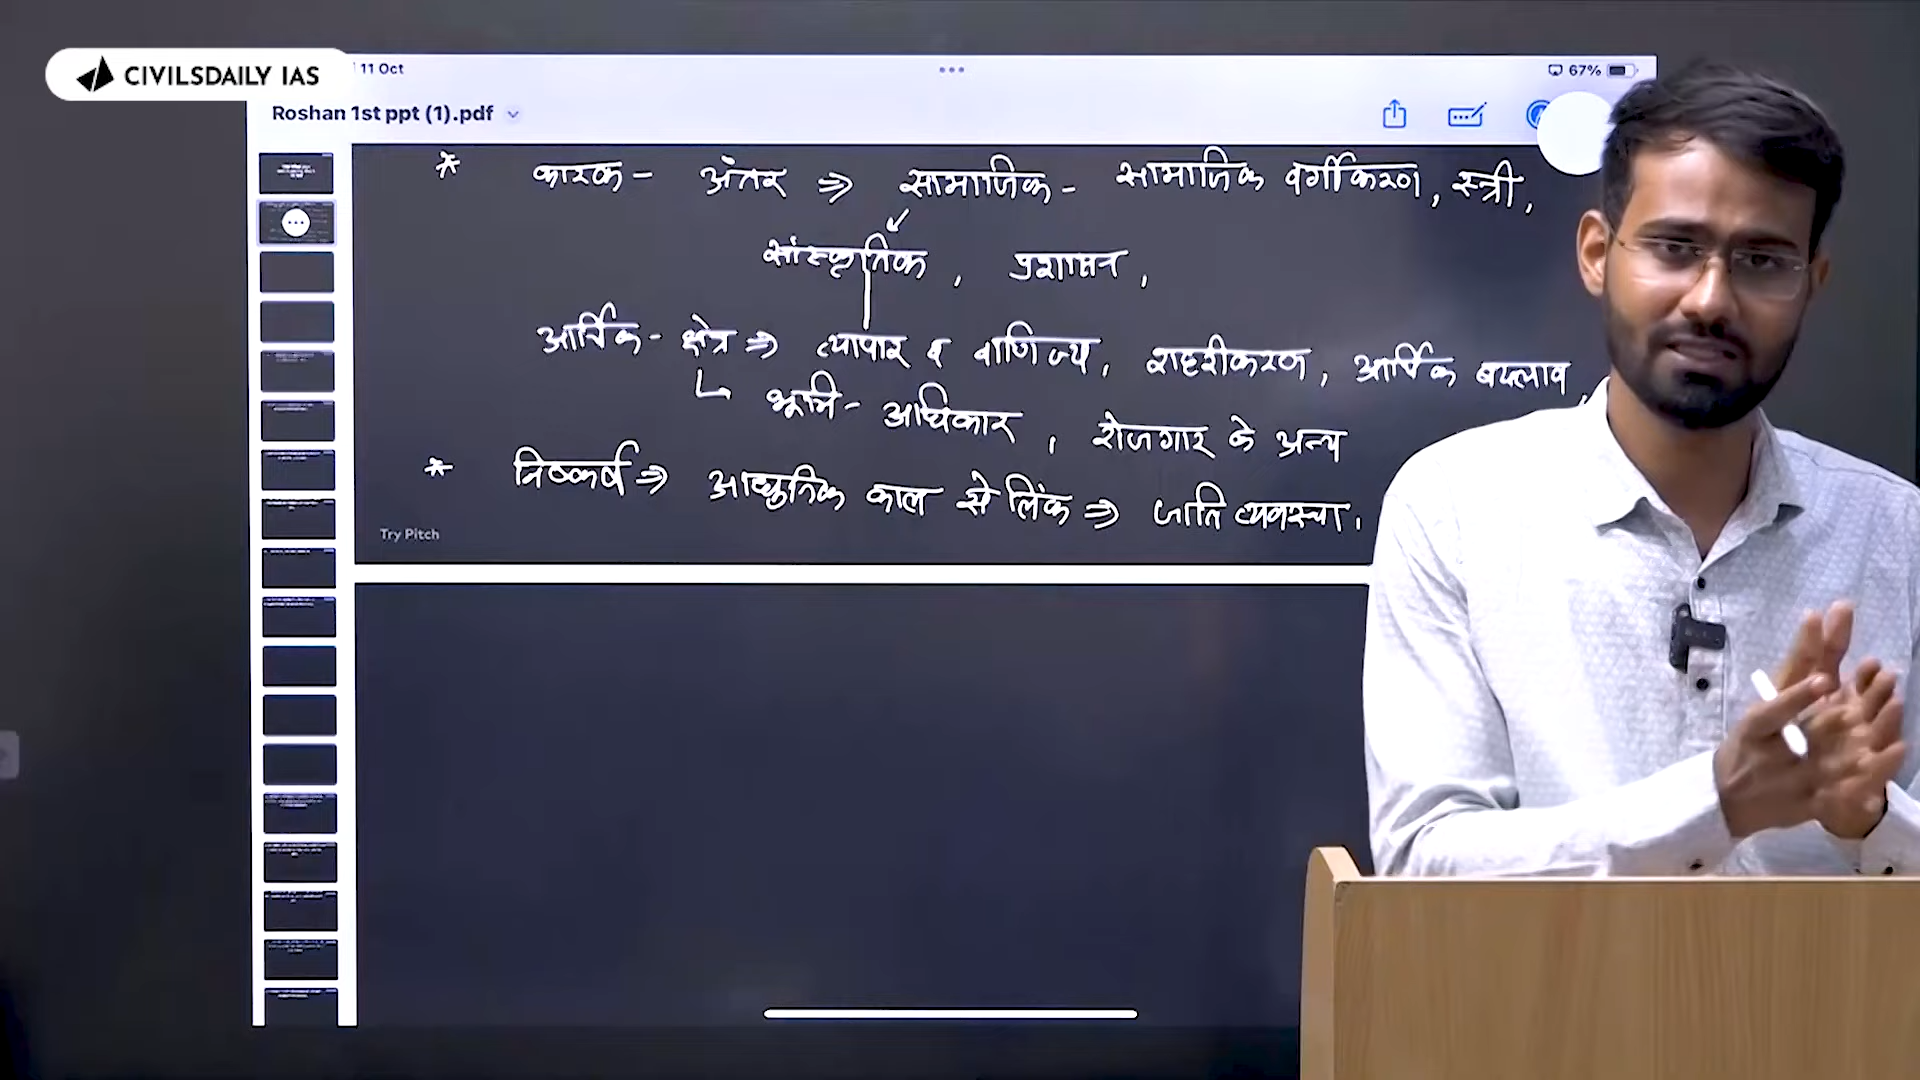 CIVILSDAILY IAS
11 Oct
67%
Roshan 1st ppt (1).pdf
* कारक - अंतर ⇒ सामाजिक - सामाजिक वर्गीकरण, स्त्री,
सांस्कृतिक, प्रशासन,
आर्थिक - क्षेत्र ⇒ व्यापार व वाणिज्य, शहरीकरण, आर्थिक बदलाव,
भूमि - अधिकार, रोजगार के अन्य
* निष्कर्ष ⇒ आधुनिक काल से लिंक ⇒ जाति व्यवस्था.
Try Pitch